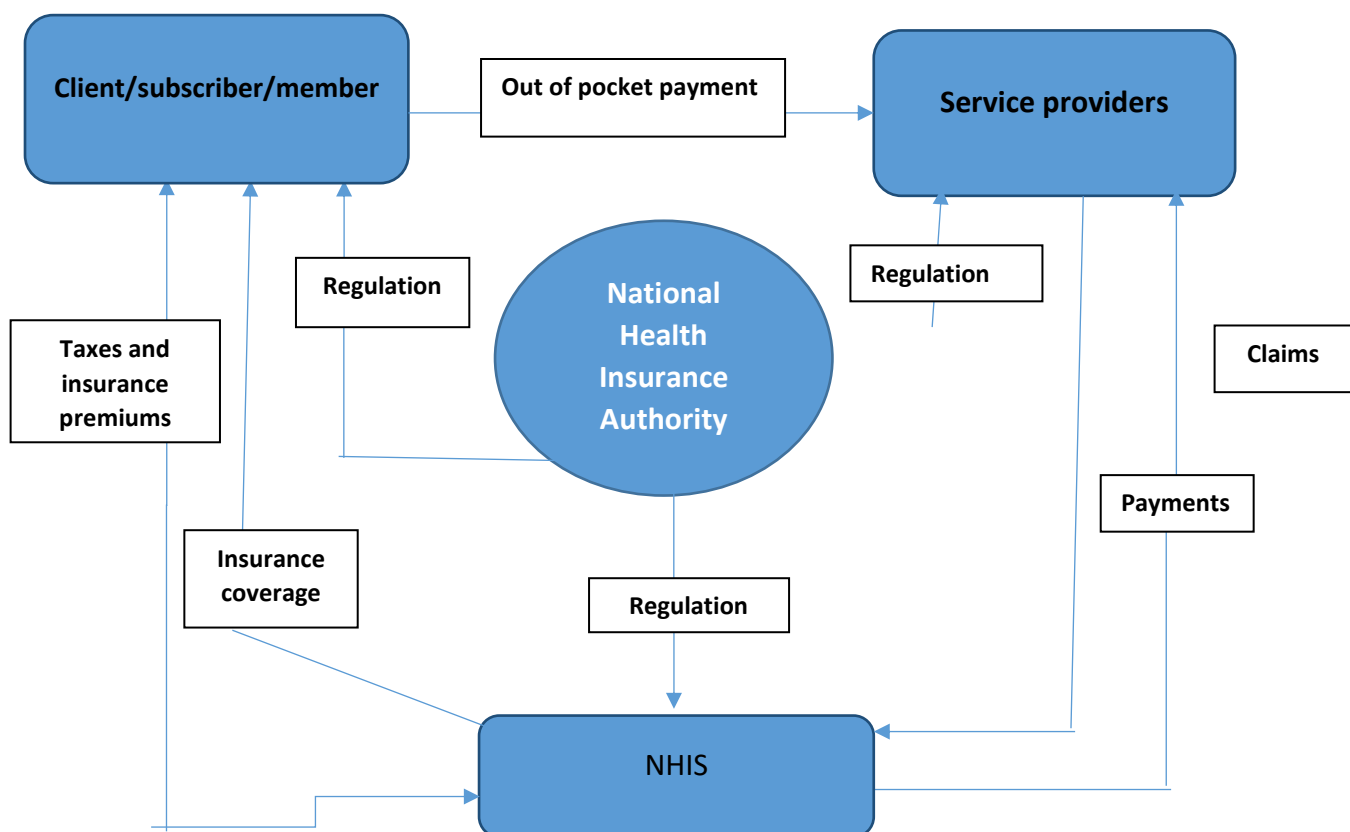 Client/subscriber/member
Out of pocket payment
Service providers
Regulation
National
Health
Insurance
Authority
Regulation
Taxes and
insurance
premiums
Claims
Payments
Insurance
coverage
Regulation
NHIS